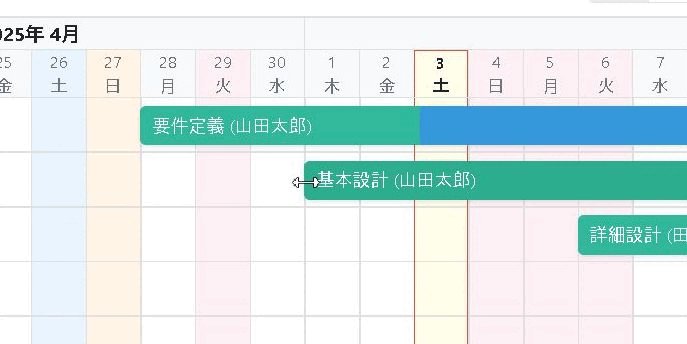 2025年 4月
25 26 27 28 29 30 1 2 3 4 5 6 7
金 土 日 月 火 水 木 金 土 日 月 火 水
要件定義 (山田太郎)
基本設計 (山田太郎)
詳細設計 (田